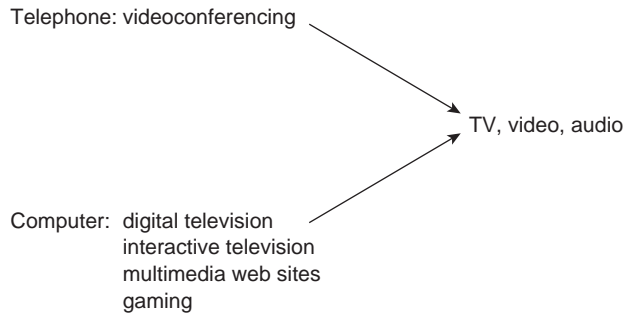 Telephone: videoconferencing
TV, video, audio
Computer: digital television
interactive television
multimedia web sites
gaming